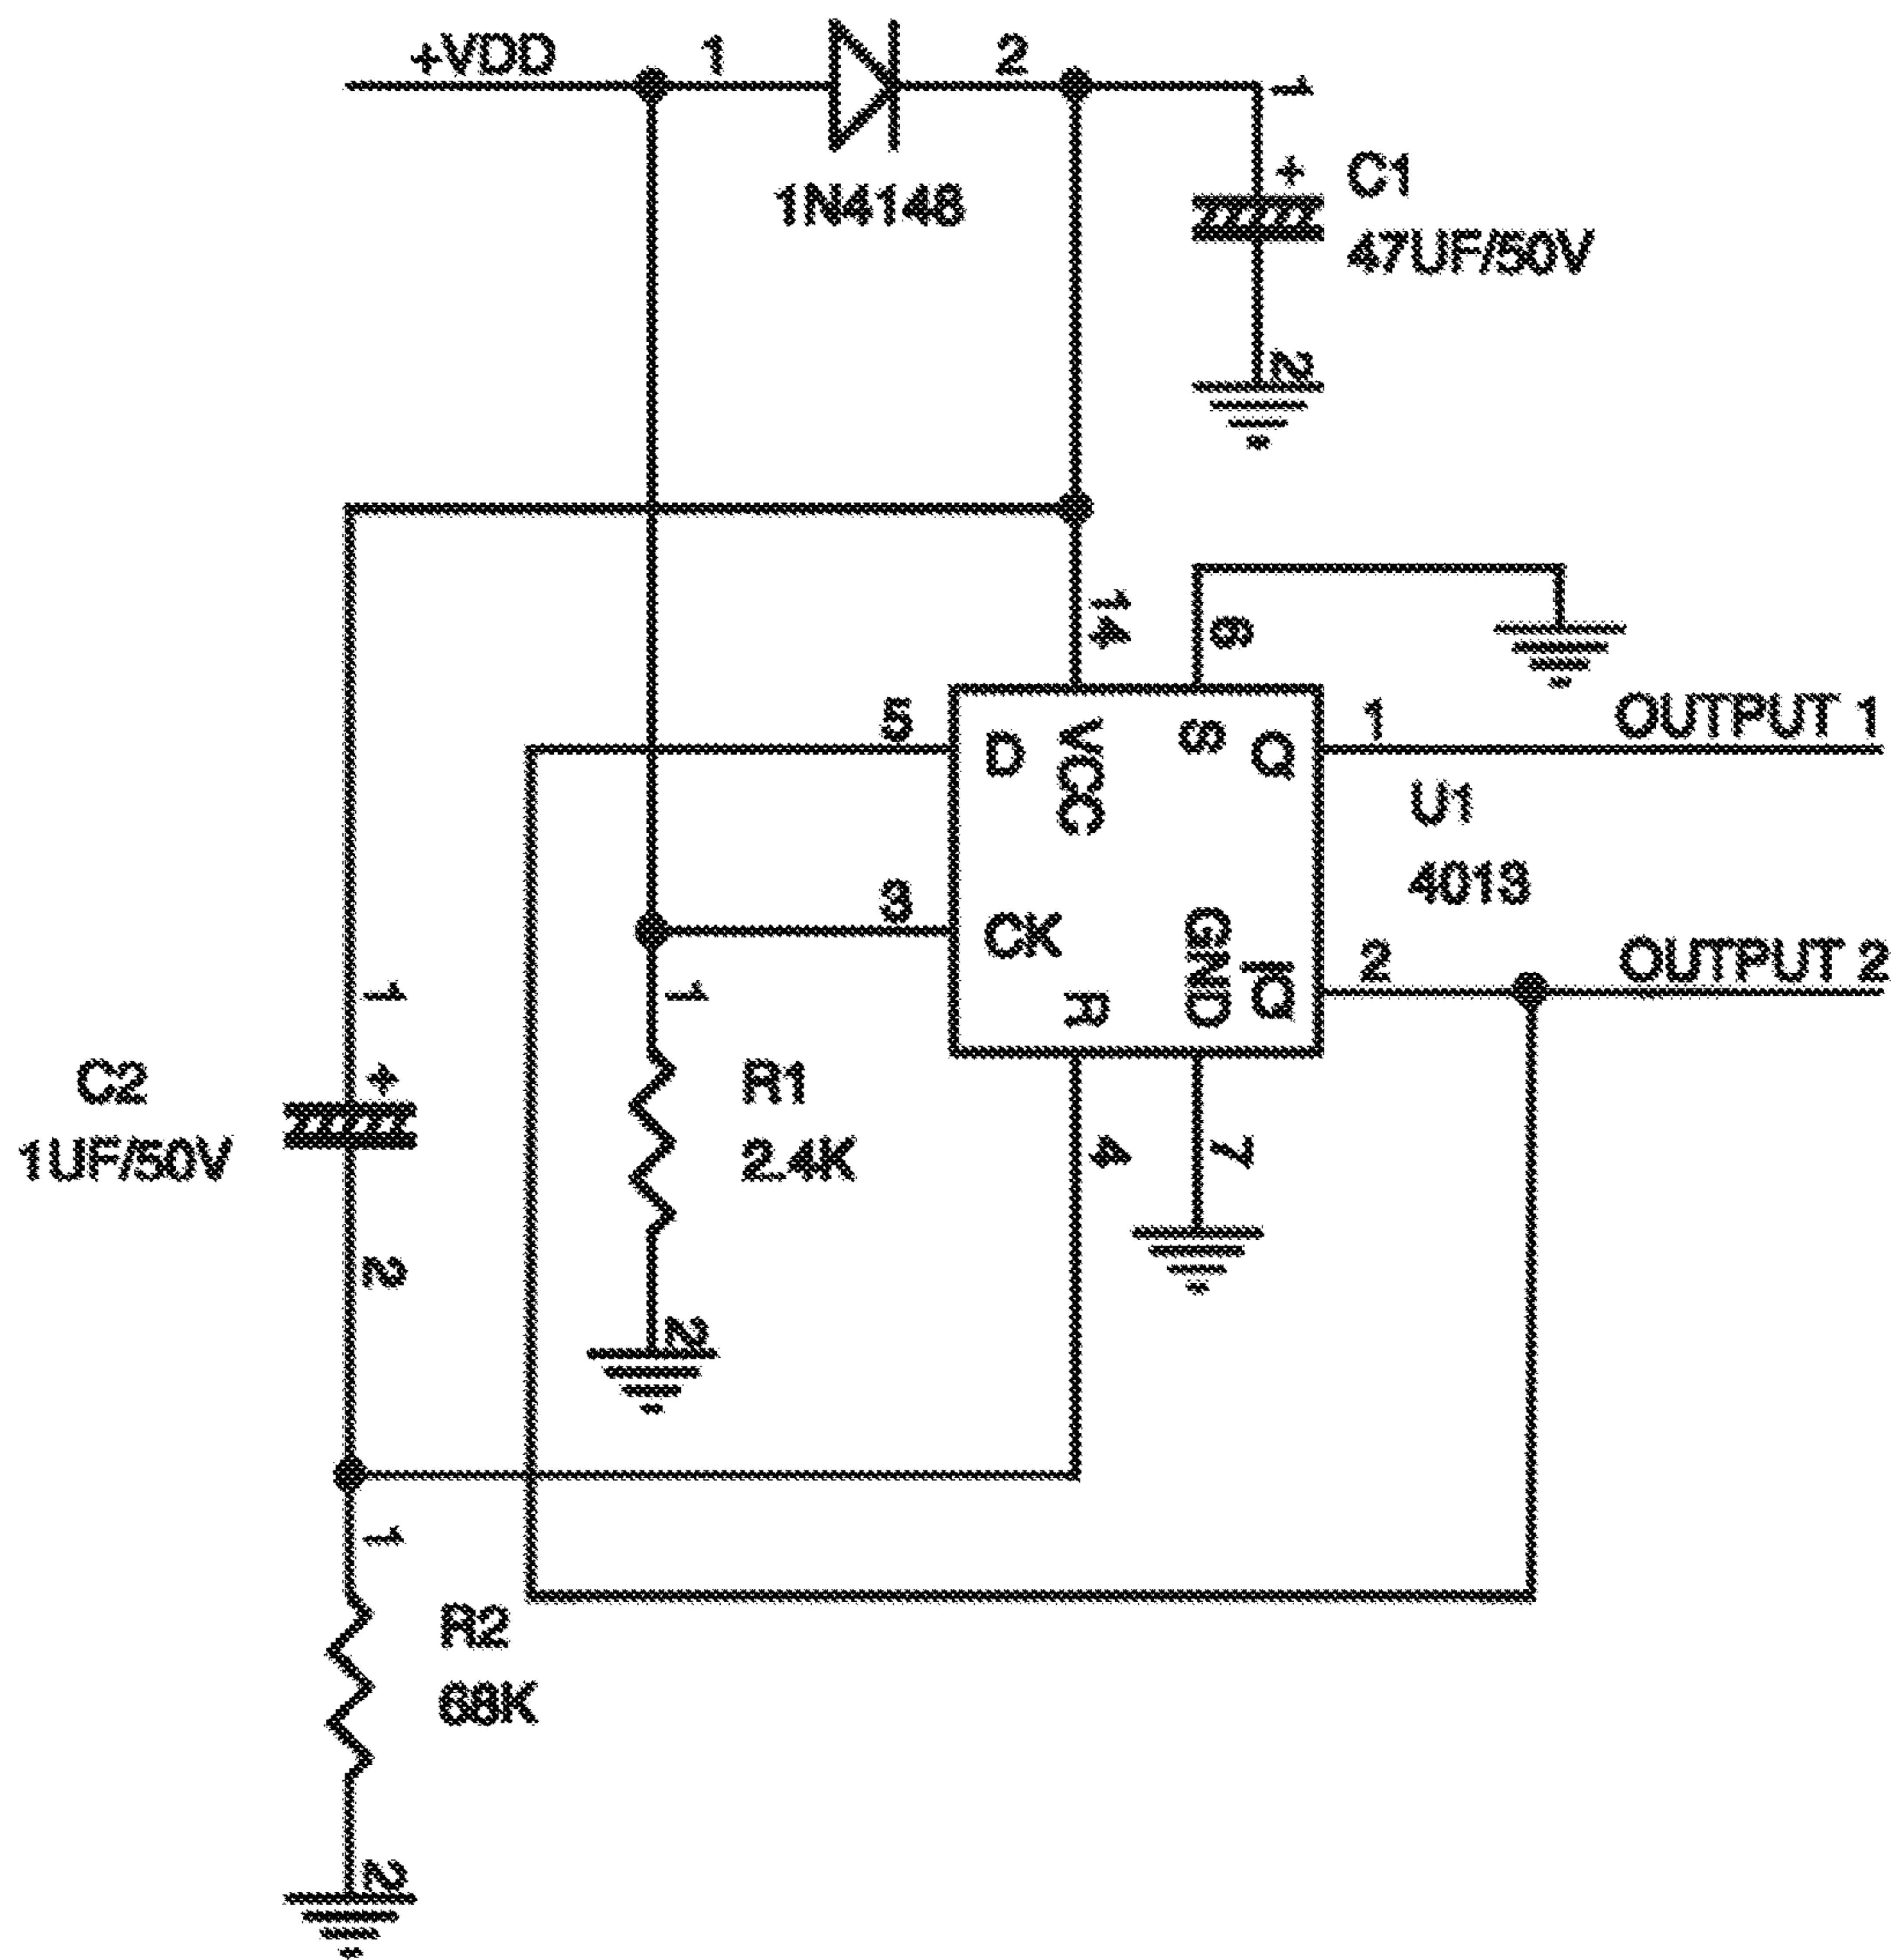 +VDD
1
2
1N4148
1
+
C1
47UF/50V
2
14
6
5
D
VCC
S
Q
1
OUTPUT 1
U1
4013
3
CK
GND
R
Q̅
2
OUTPUT 2
1
+
C2
1UF/50V
2
1
R1
2.4K
2
4
7
1
R2
68K
2